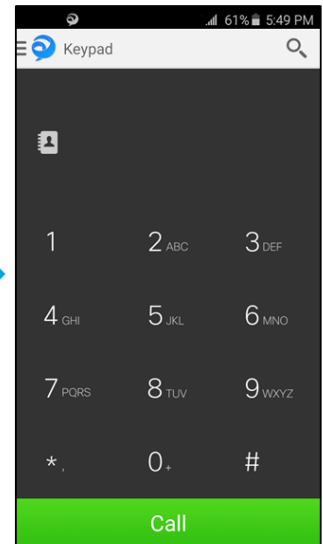 61% 5:49 PM
Keypad
1 2 ABC 3 DEF
4 GHI 5 JKL 6 MNO
7 PQRS 8 TUV 9 WXYZ
* , 0 + #
Call